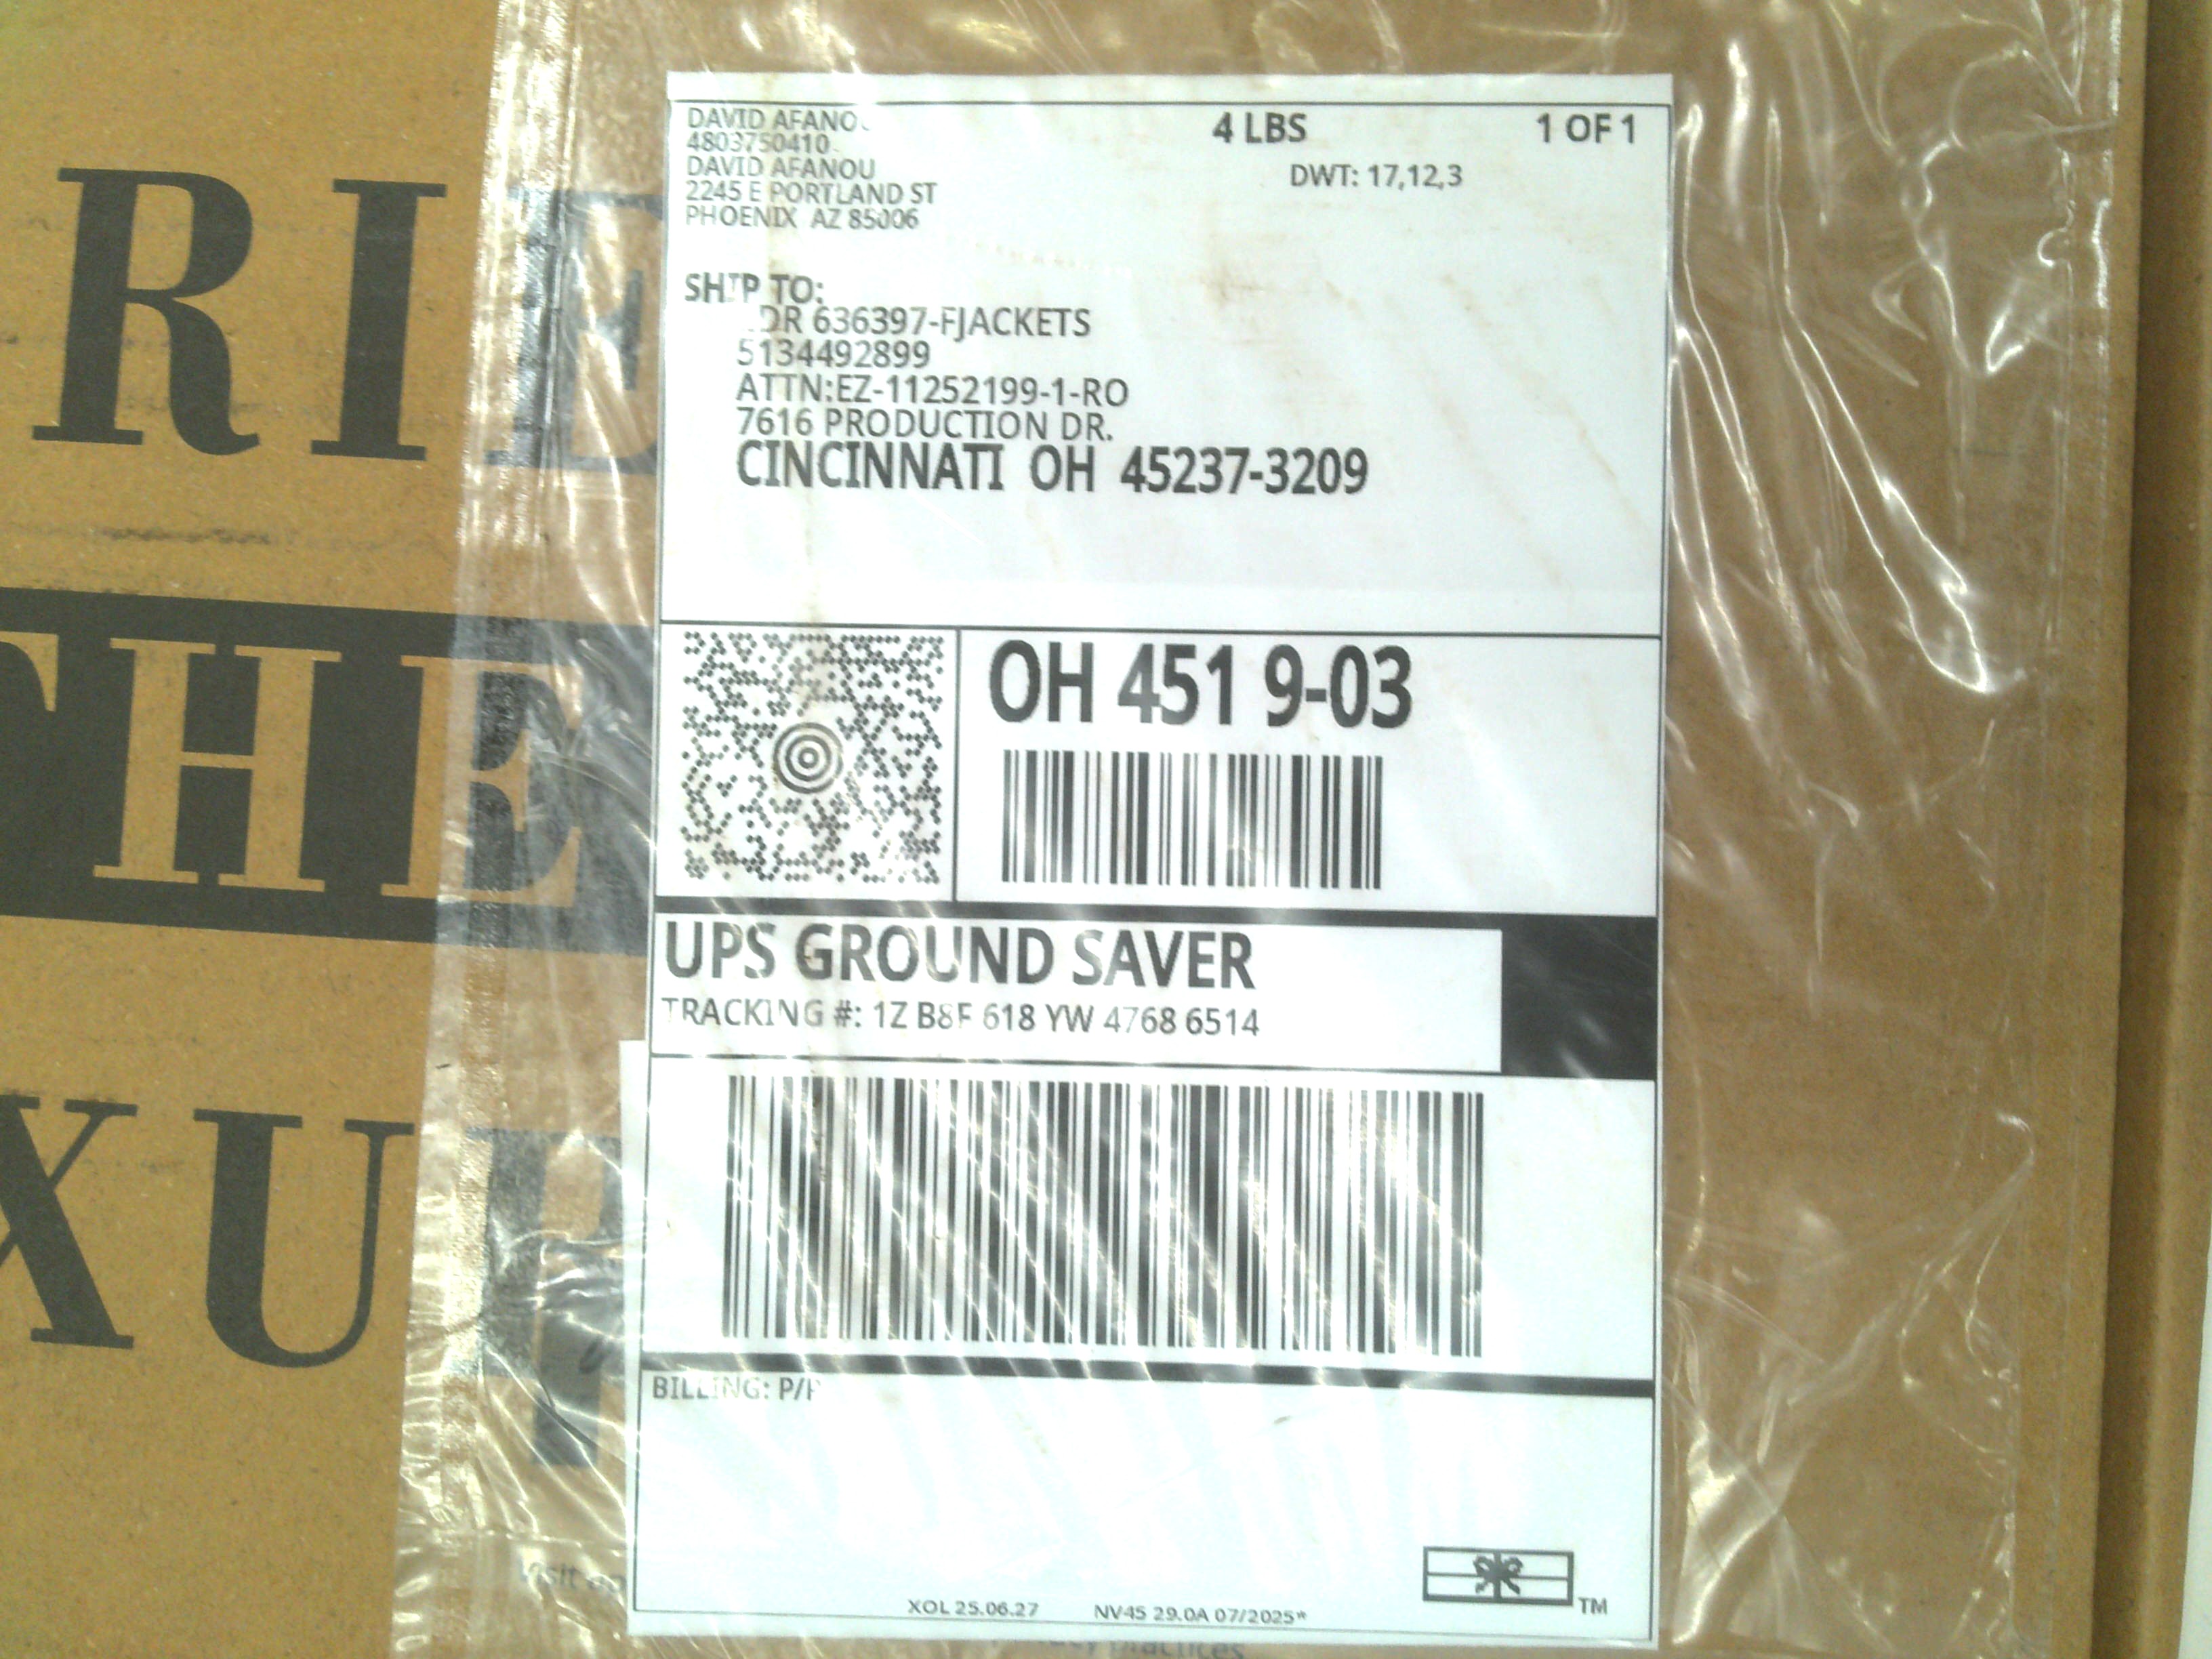 RIE
THE
XU
DAVID
4803750410
DAVID AFANOU
2245 E PORTLAND ST
PHOENIX AZ 85006
4 LBS
1 OF 1
DWT: 17,12,3
SHIP TO:
636397-FJACKETS
5134492899
ATTN:EZ-11252199-1-RO
7616 PRODUCTION DR.
CINCINNATI OH 45237-3209
OH 451 9-03
UPS GROUND SAVER
TRACKING #: 1Z B8F 618 YW 4768 6514
BILLING: P/P
XOL 25.06.27 NV45 29.0A 07/2025*
TM
practices